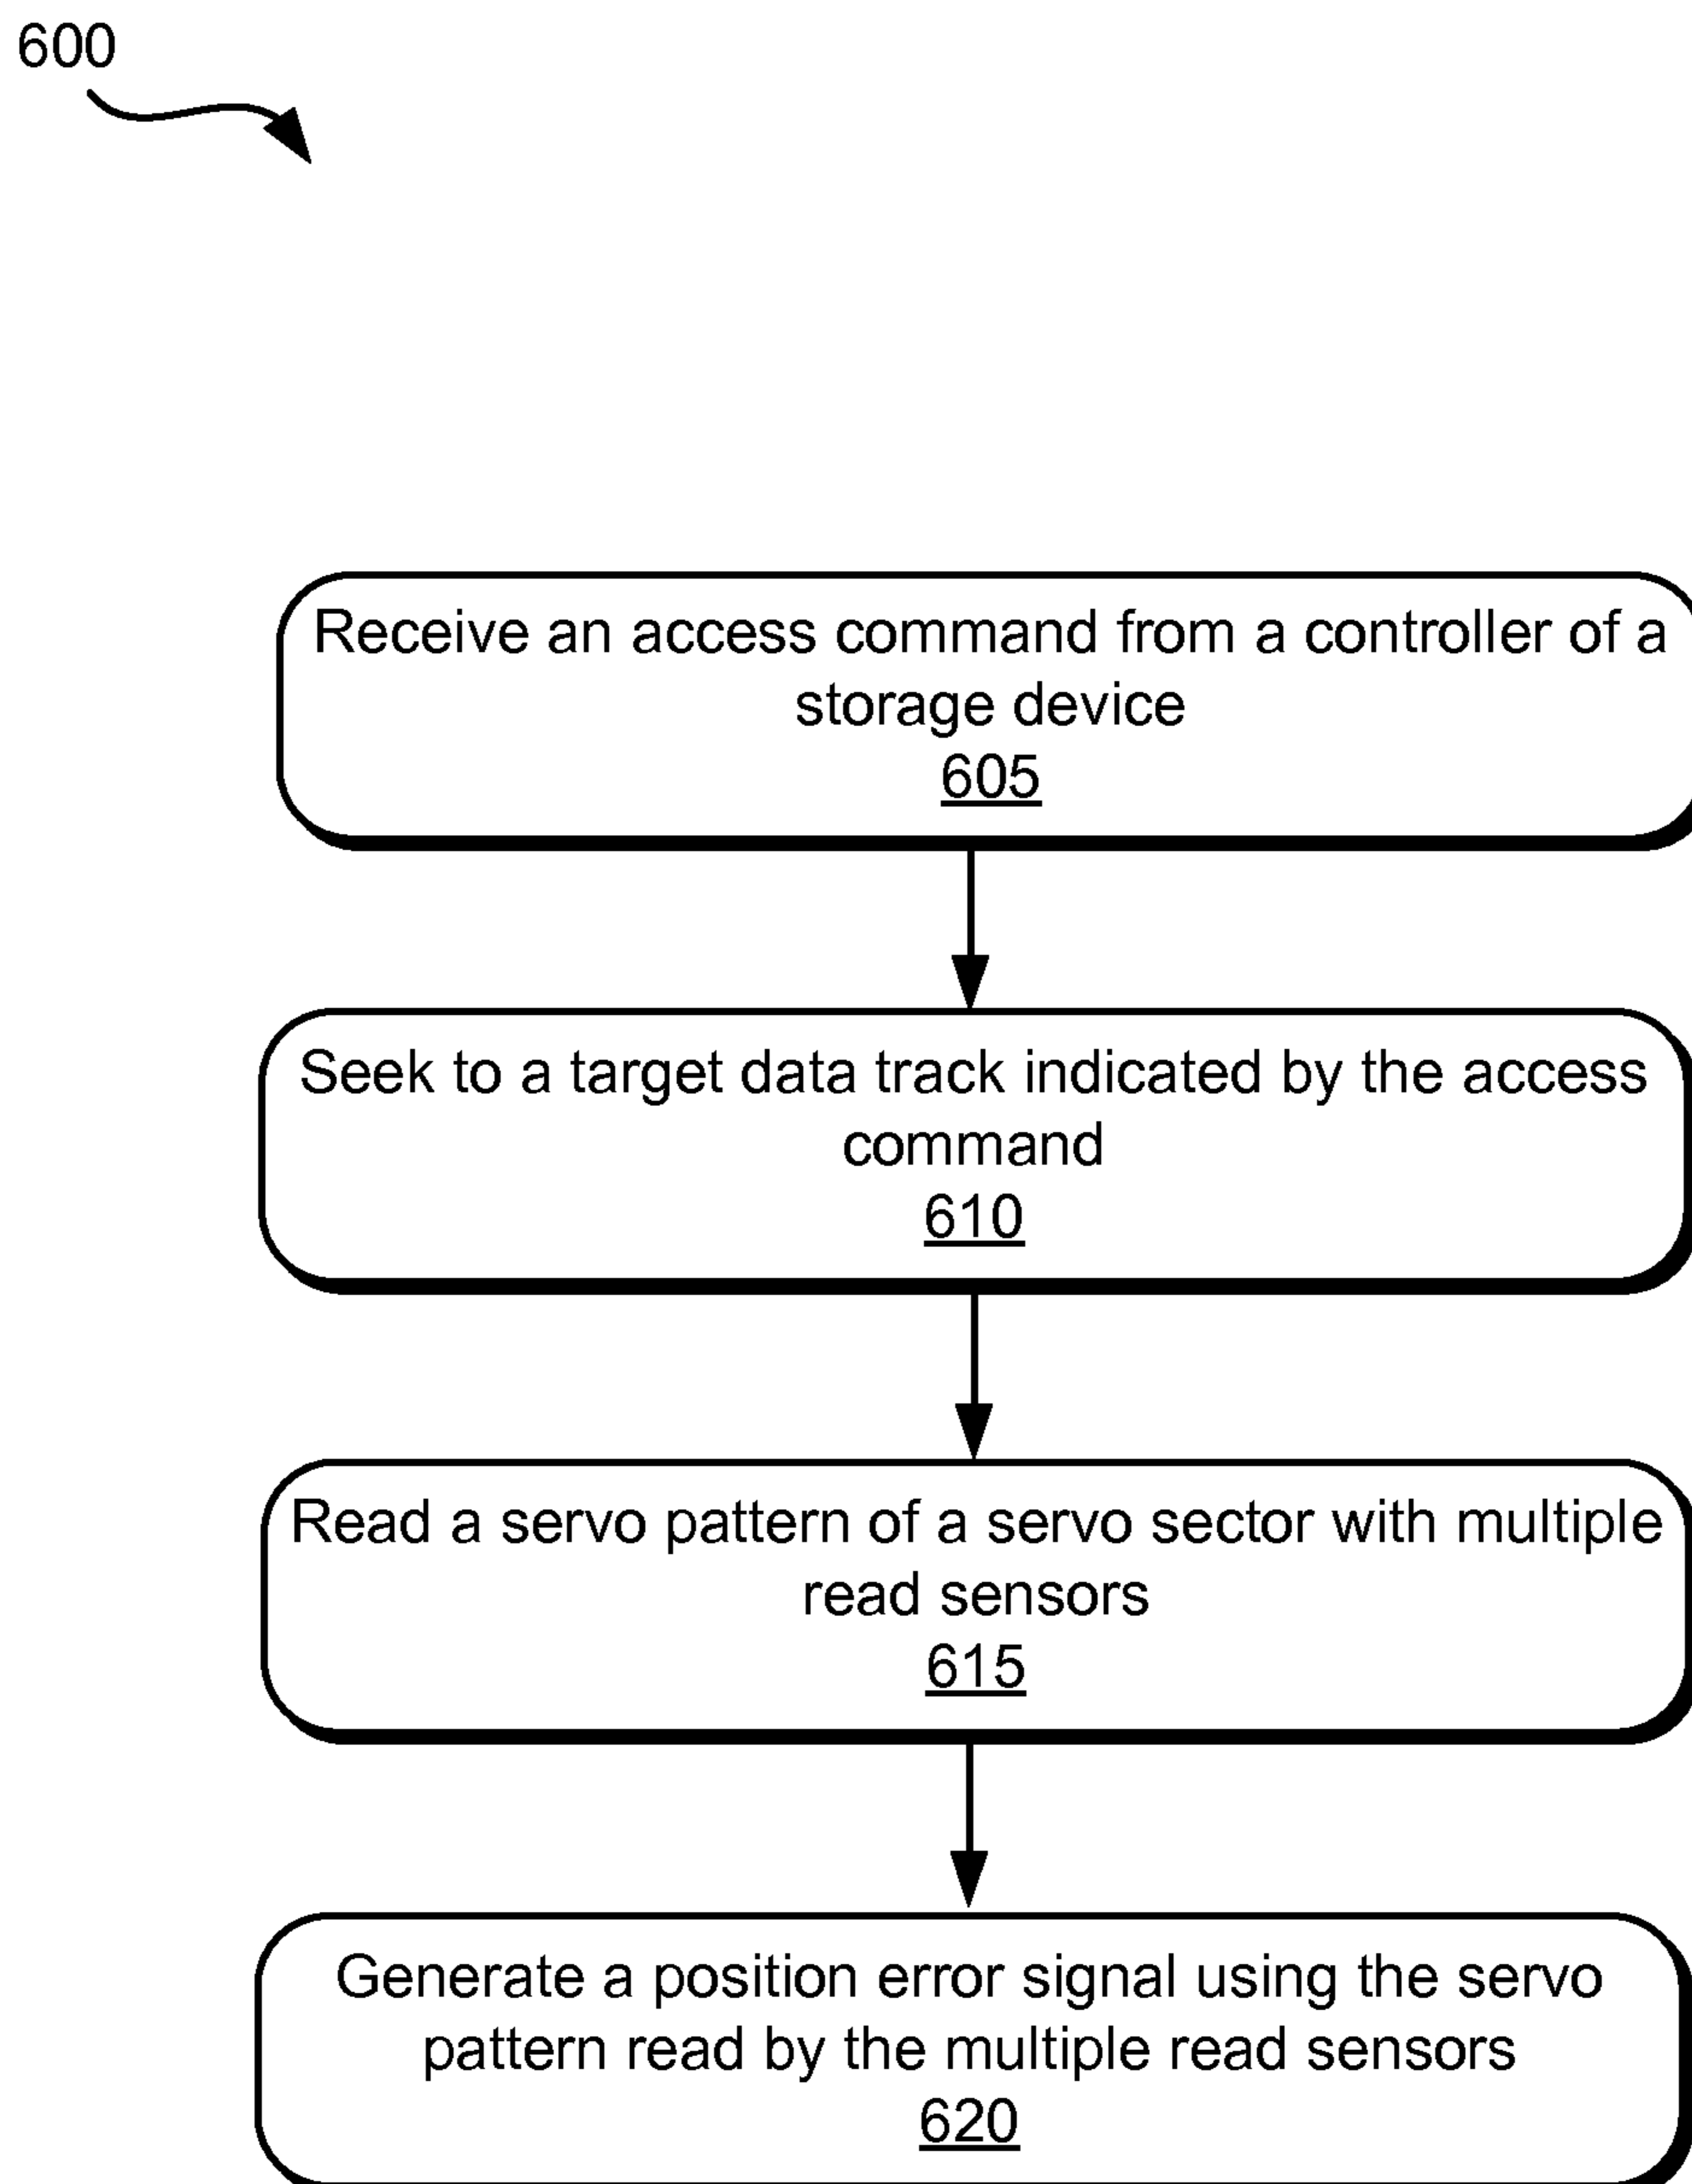 600
Receive an access command from a controller of a
storage device
605
Seek to a target data track indicated by the access
command
610
Read a servo pattern of a servo sector with multiple
read sensors
615
Generate a position error signal using the servo
pattern read by the multiple read sensors
620